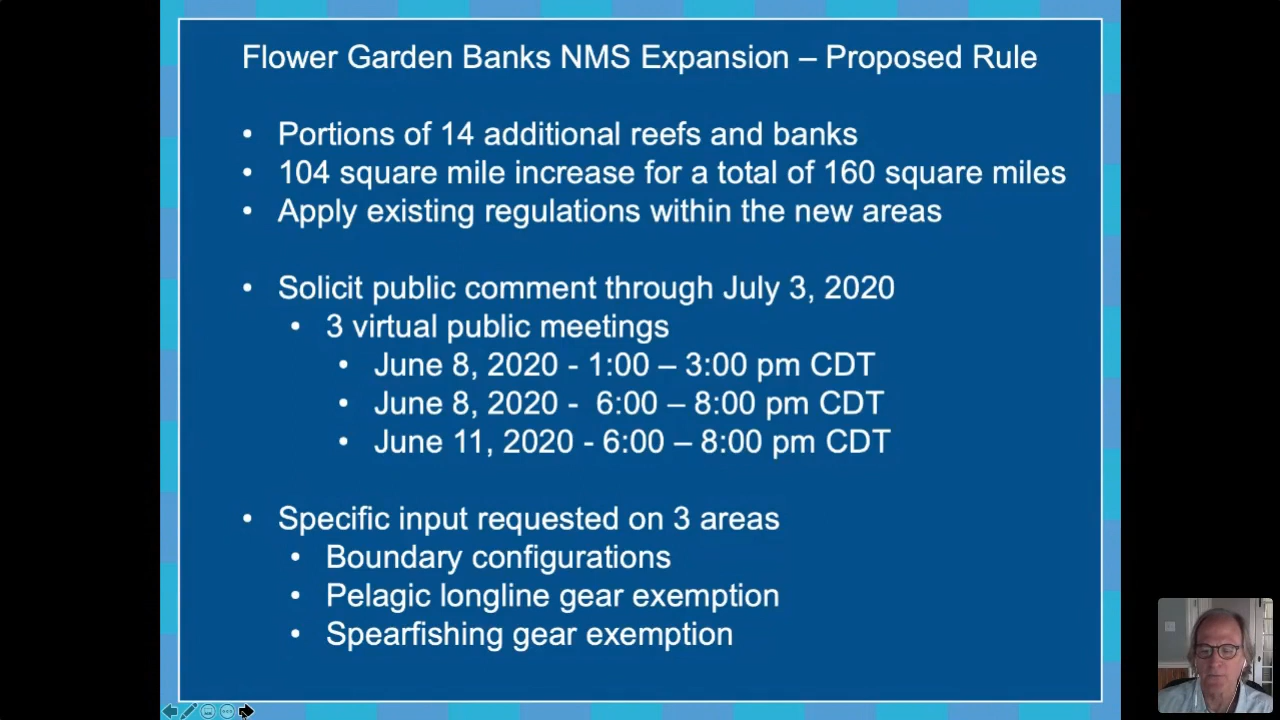 Flower Garden Banks NMS Expansion – Proposed Rule
• Portions of 14 additional reefs and banks
• 104 square mile increase for a total of 160 square miles
• Apply existing regulations within the new areas
• Solicit public comment through July 3, 2020
• 3 virtual public meetings
• June 8, 2020 - 1:00 – 3:00 pm CDT
• June 8, 2020 - 6:00 – 8:00 pm CDT
• June 11, 2020 - 6:00 – 8:00 pm CDT
• Specific input requested on 3 areas
• Boundary configurations
• Pelagic longline gear exemption
• Spearfishing gear exemption